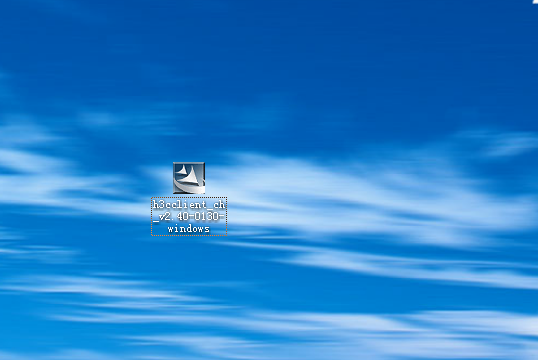 h3cclient_ch
_v2.40-0130-
windows